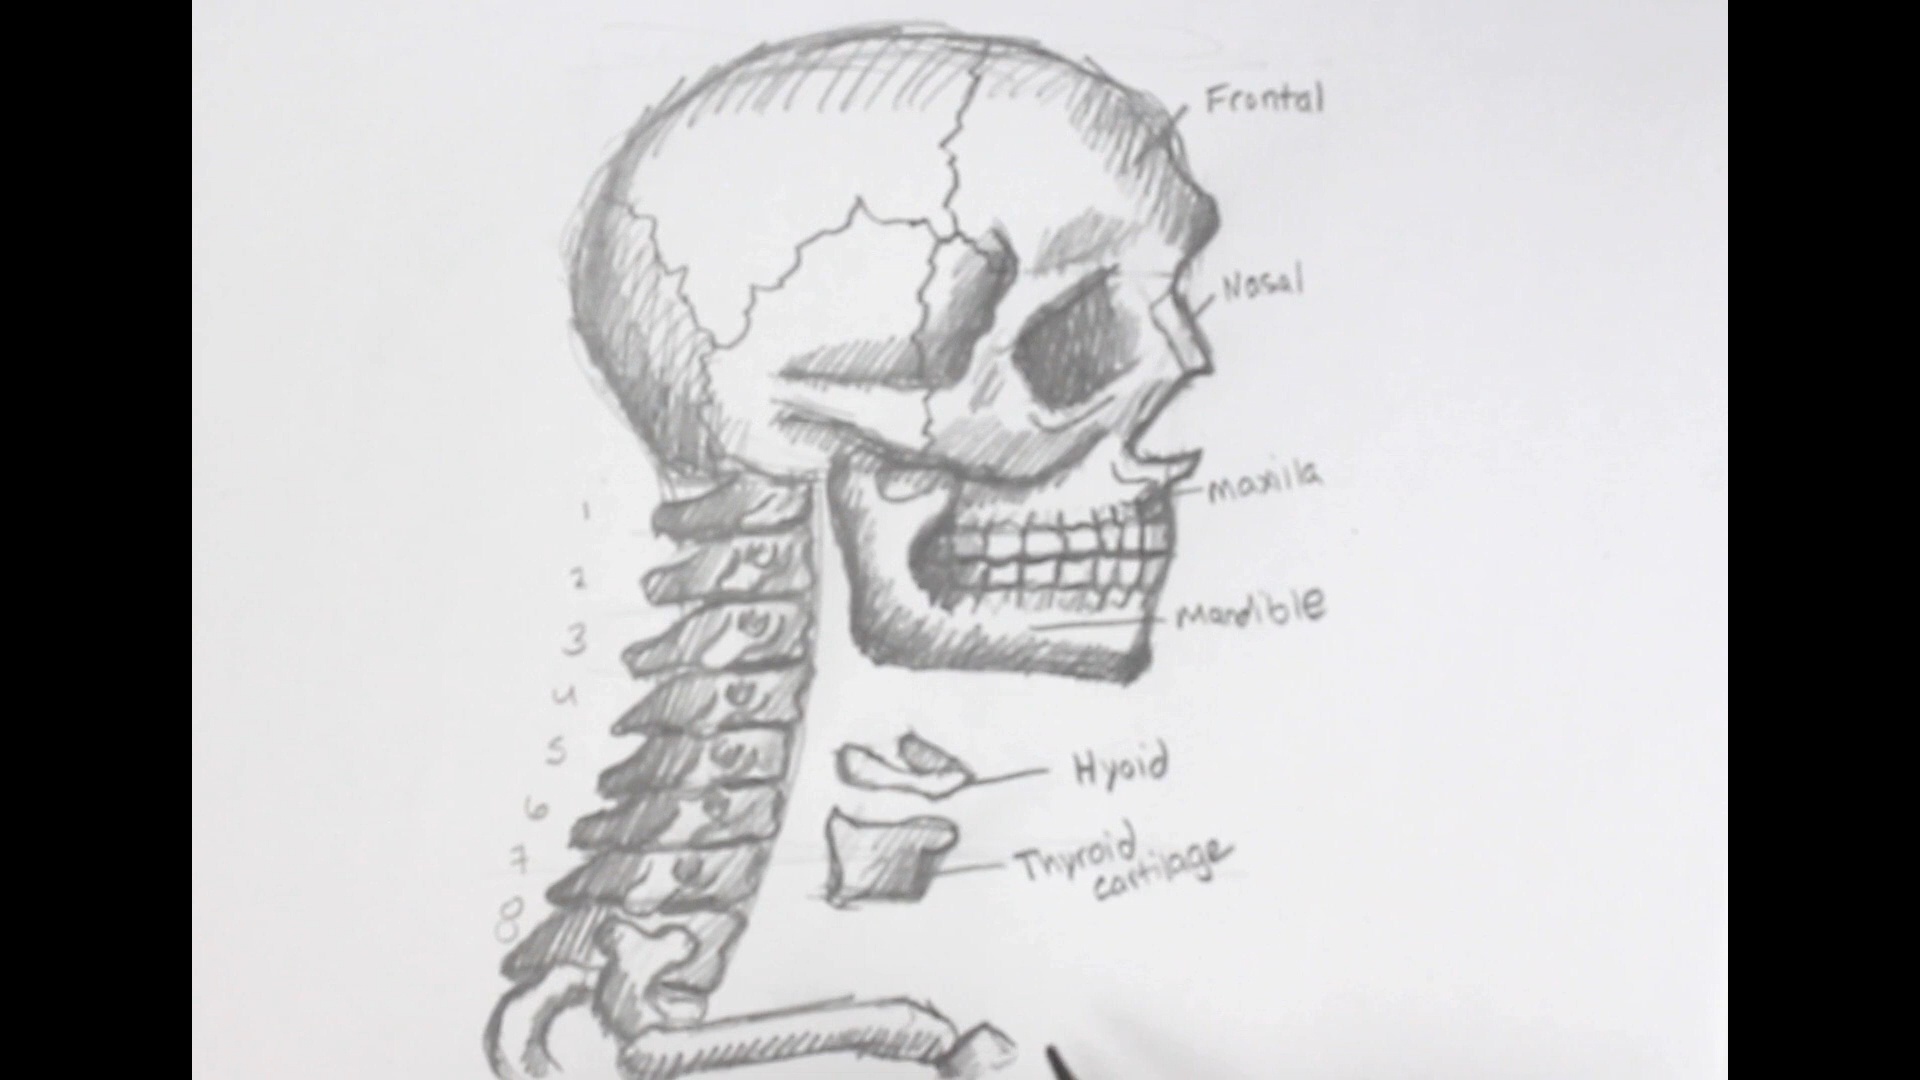 Frontal
Nasal
maxilla
1
2
3
4
5
6
7
8
mandible
Hyoid
Thyroid
cartilage